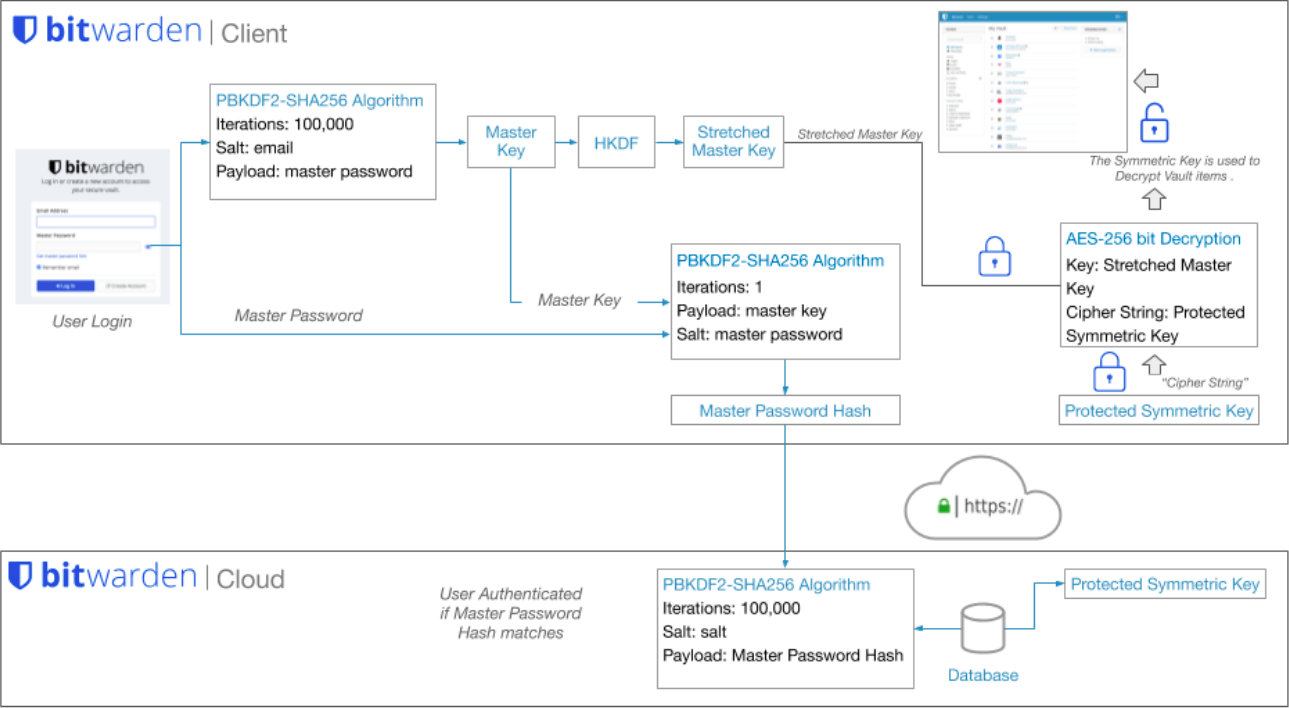 bitwarden | Client
PBKDF2-SHA256 Algorithm
Iterations: 100,000
Salt: email
Payload: master password
Master
Key
HKDF
Stretched
Master Key
Stretched Master Key
The Symmetric Key is used to
Decrypt Vault items .
bitwarden
Log in or create a new account to access
your secure vault.
Email Address
Master Password
Get master password hint
Remember email
Log In
Create Account
User Login
Master Password
Master Key
PBKDF2-SHA256 Algorithm
Iterations: 1
Payload: master key
Salt: master password
AES-256 bit Decryption
Key: Stretched Master
Key
Cipher String: Protected
Symmetric Key
"Cipher String"
Protected Symmetric Key
Master Password Hash
https://
bitwarden | Cloud
User Authenticated
if Master Password
Hash matches
PBKDF2-SHA256 Algorithm
Iterations: 100,000
Salt: salt
Payload: Master Password Hash
Database
Protected Symmetric Key